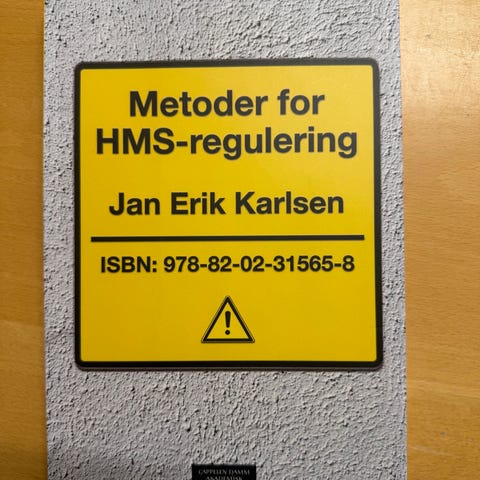 Metoder for
HMS-regulering
Jan Erik Karlsen
ISBN: 978-82-02-31565-8
CAPPELEN DAMM
AKADEMISK